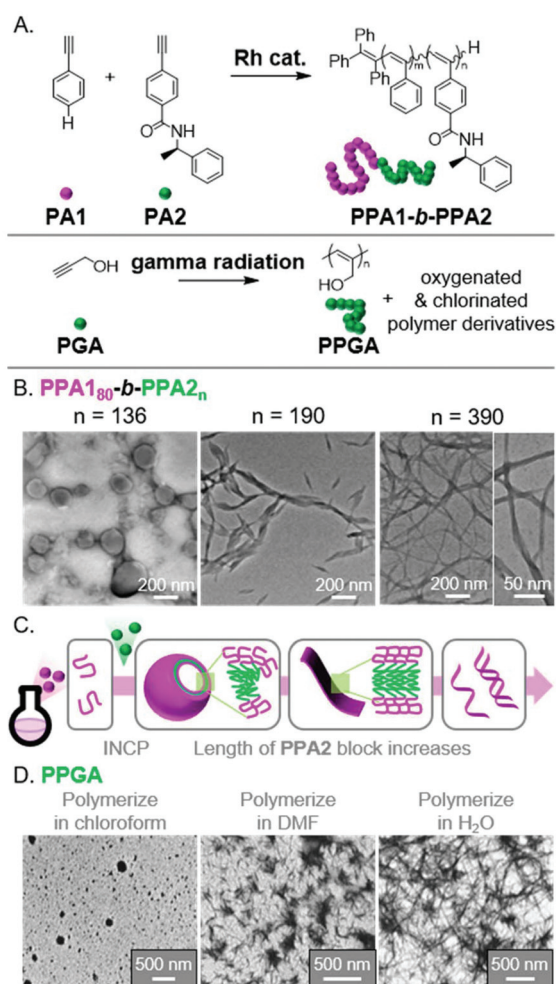 A.
Rh cat.
+
H
O
NH
PA1
PA2
Ph
Ph
Ph
Ph
m
n
H
O
NH
PPA1-b-PPA2
OH
gamma radiation
n
HO
+
oxygenated
& chlorinated
polymer derivatives
PGA
PPGA
B. PPA1₈₀-b-PPA2ₙ
n = 136
n = 190
n = 390
200 nm
200 nm
200 nm
50 nm
C.
INCP
Length of PPA2 block increases
D. PPGA
Polymerize
in chloroform
Polymerize
in DMF
Polymerize
in H₂O
500 nm
500 nm
500 nm